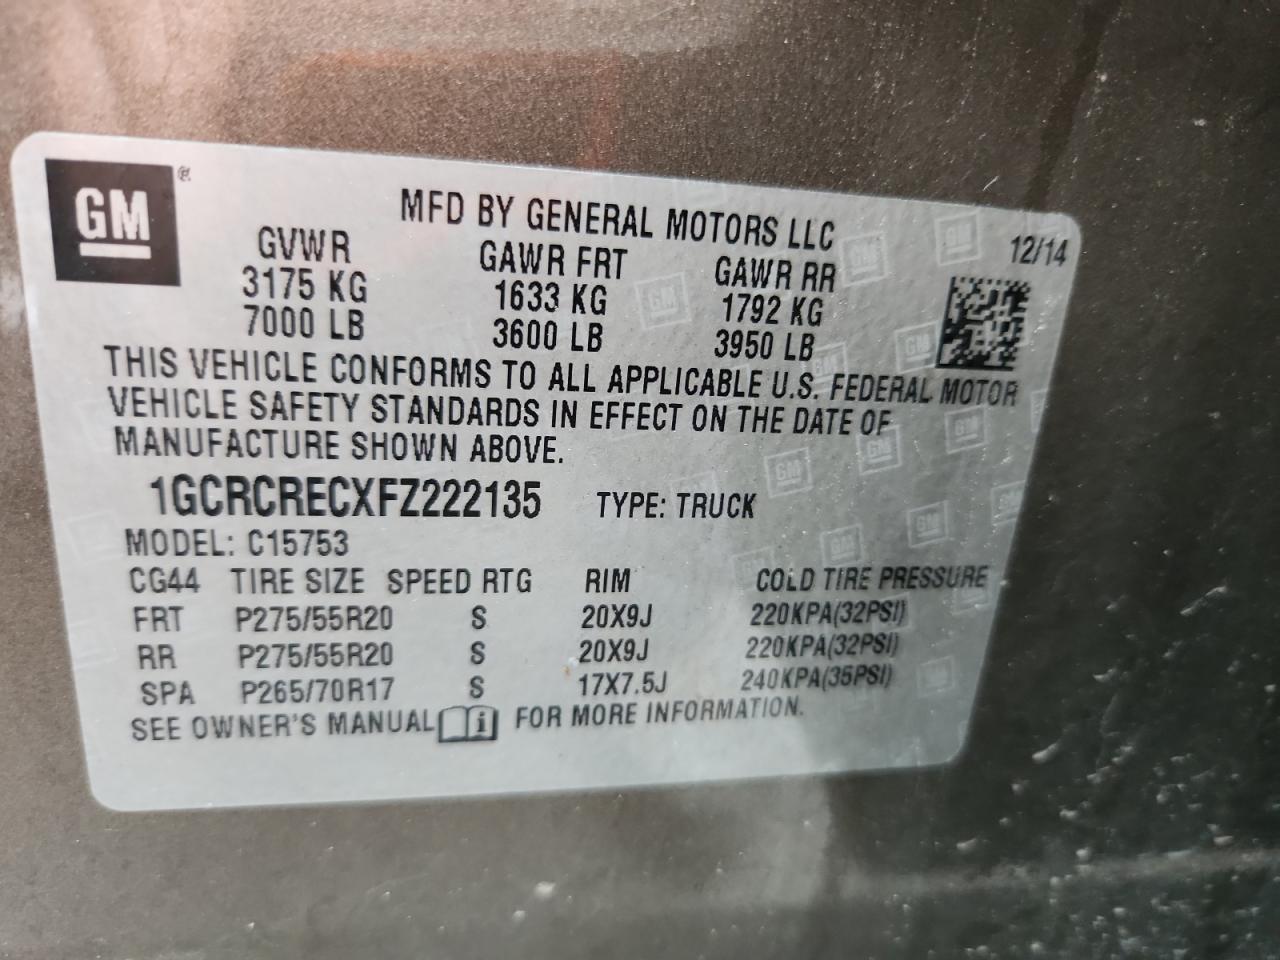 GM ®
MFD BY GENERAL MOTORS LLC
12/14
GVWR GAWR FRT GAWR RR
3175 KG 1633 KG 1792 KG
7000 LB 3600 LB 3950 LB
THIS VEHICLE CONFORMS TO ALL APPLICABLE U.S. FEDERAL MOTOR
VEHICLE SAFETY STANDARDS IN EFFECT ON THE DATE OF
MANUFACTURE SHOWN ABOVE.
1GCRCRECXFZ222135 TYPE: TRUCK
MODEL: C15753
CG44 TIRE SIZE SPEED RTG RIM COLD TIRE PRESSURE
FRT P275/55R20 S 20X9J 220KPA(32PSI)
RR P275/55R20 S 20X9J 220KPA(32PSI)
SPA P265/70R17 S 17X7.5J 240KPA(35PSI)
SEE OWNER'S MANUAL i FOR MORE INFORMATION.